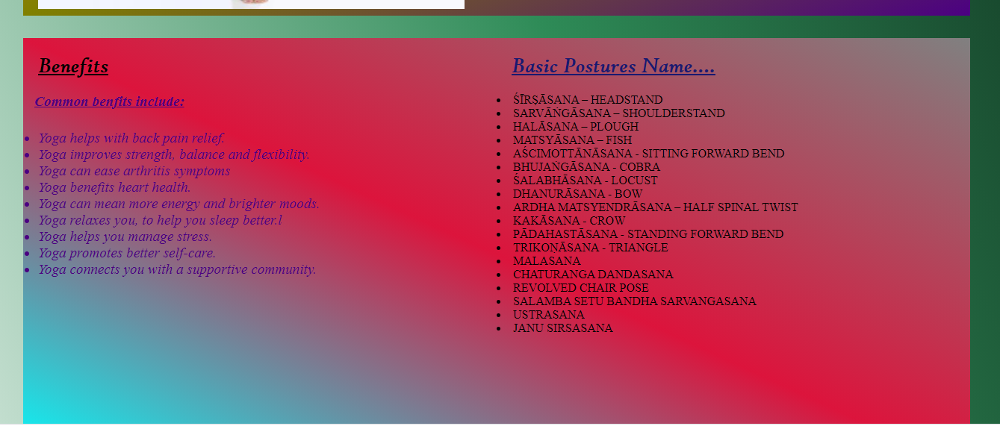 Benefits
Common benfits include:
Yoga helps with back pain relief.
Yoga improves strength, balance and flexibility.
Yoga can ease arthritis symptoms
Yoga benefits heart health.
Yoga can mean more energy and brighter moods.
Yoga relaxes you, to help you sleep better.l
Yoga helps you manage stress.
Yoga promotes better self-care.
Yoga connects you with a supportive community.
Basic Postures Name....
ŚĪRṢĀSANA – HEADSTAND
SARVĀṄGĀSANA – SHOULDERSTAND
HALĀSANA – PLOUGH
MATSYĀSANA – FISH
AŚCIMOTTĀNĀSANA - SITTING FORWARD BEND
BHUJAṄGĀSANA - COBRA
ŚALABHĀSANA - LOCUST
DHANURĀSANA - BOW
ARDHA MATSYENDRĀSANA – HALF SPINAL TWIST
KAKĀSANA - CROW
PĀDAHASTĀSANA - STANDING FORWARD BEND
TRIKOṆĀSANA - TRIANGLE
MALASANA
CHATURANGA DANDASANA
REVOLVED CHAIR POSE
SALAMBA SETU BANDHA SARVANGASANA
USTRASANA
JANU SIRSASANA